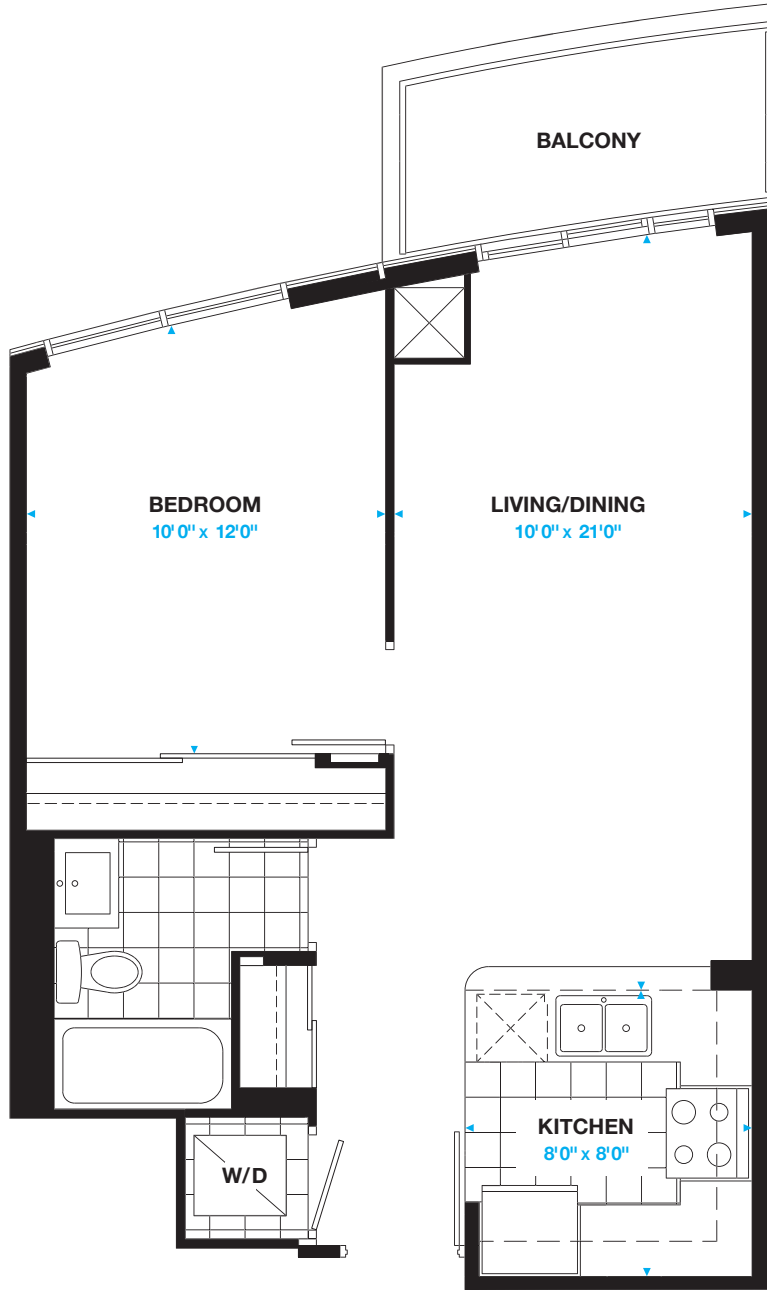 BALCONY
BEDROOM
10'0" x 12'0"
LIVING/DINING
10'0" x 21'0"
KITCHEN
8'0" x 8'0"
W/D